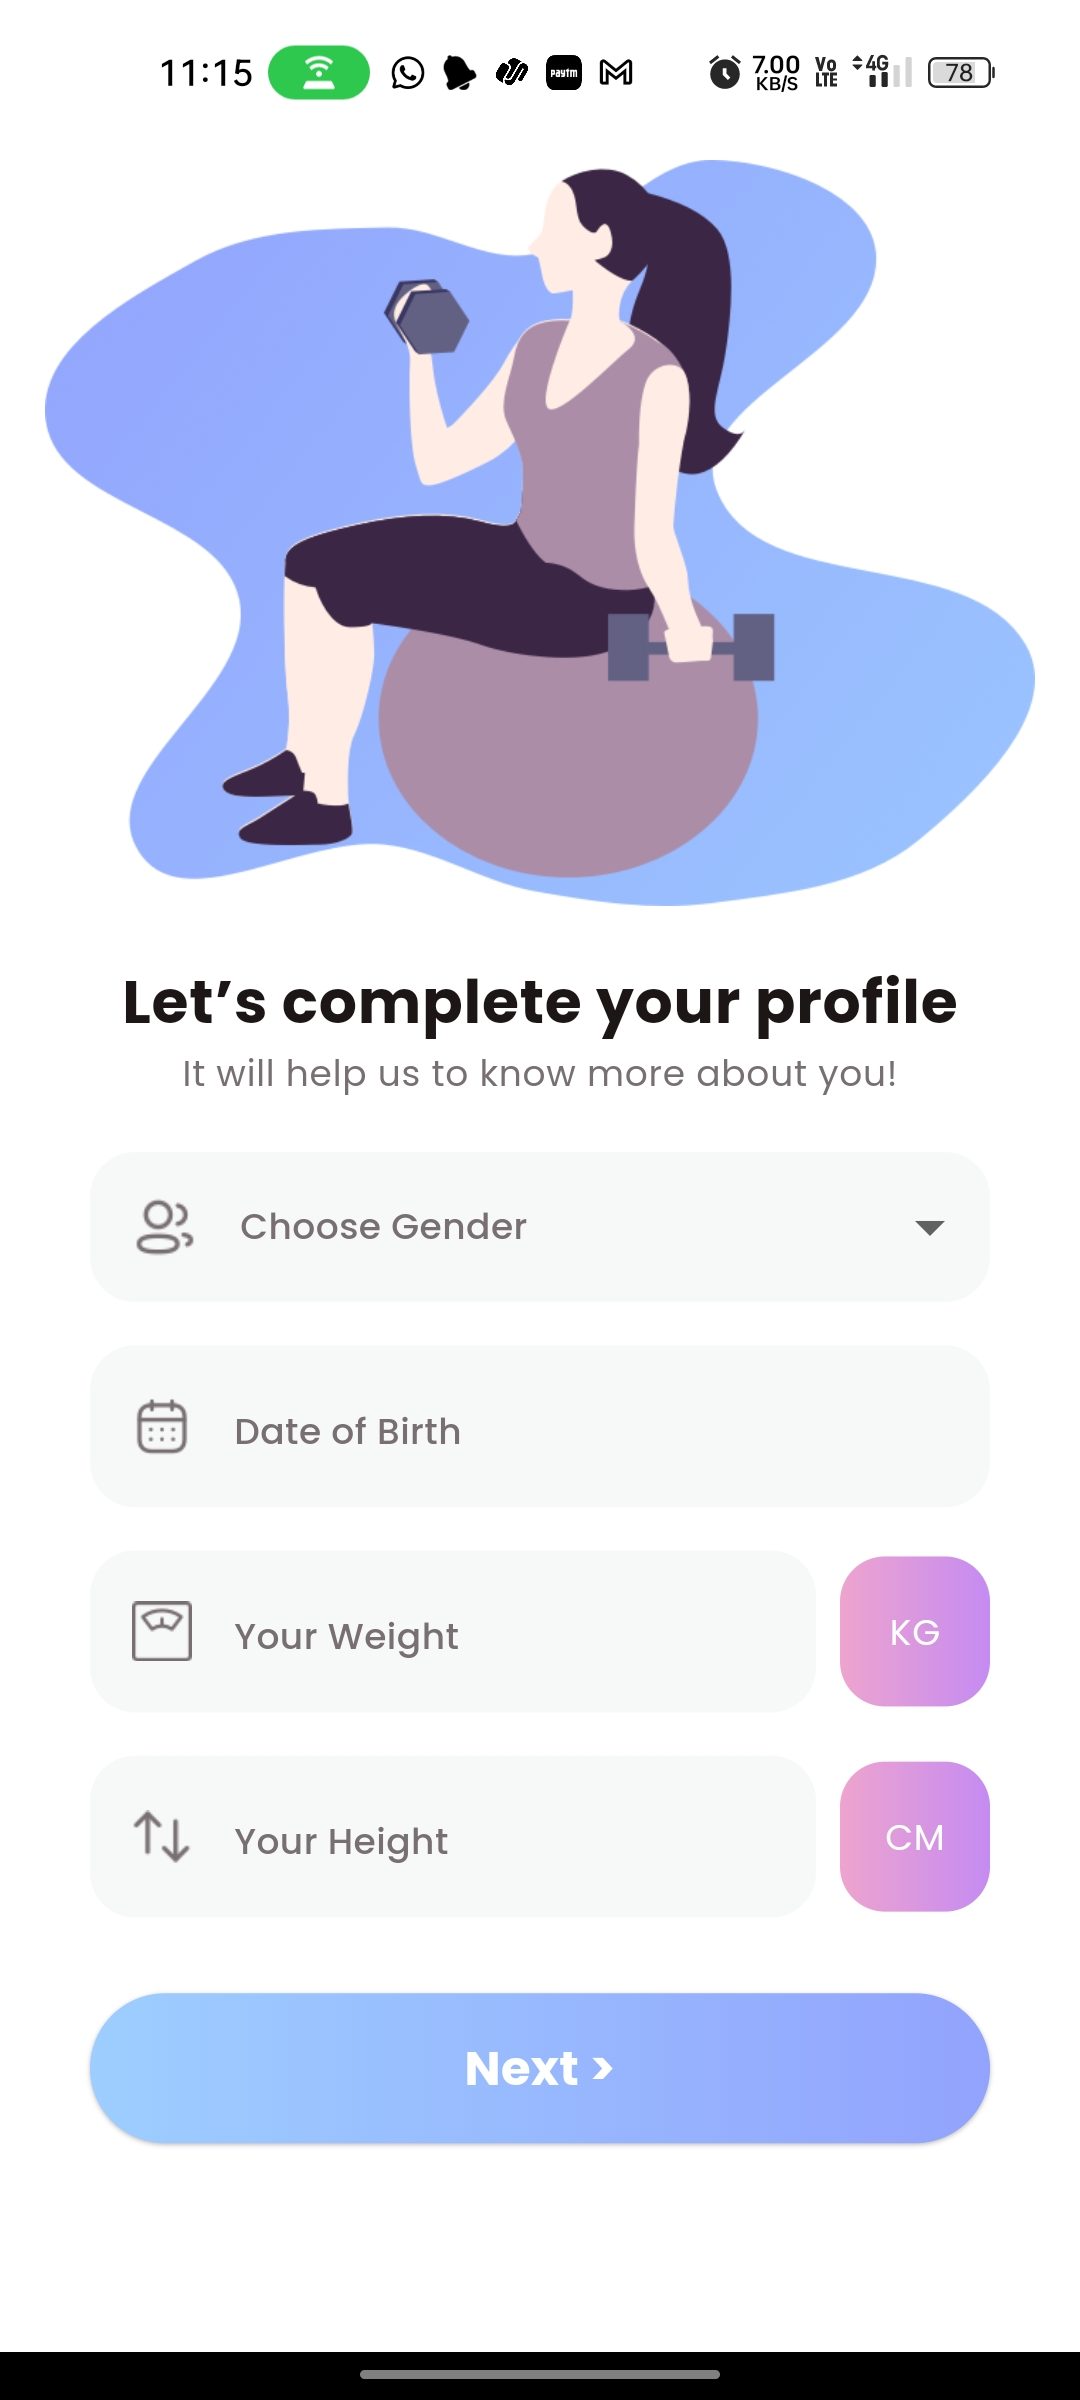 11:15 paytm 7.00 KB/S Vo LTE 4G 78
Let’s complete your profile
It will help us to know more about you!
Choose Gender
Date of Birth
Your Weight KG
Your Height CM
Next >